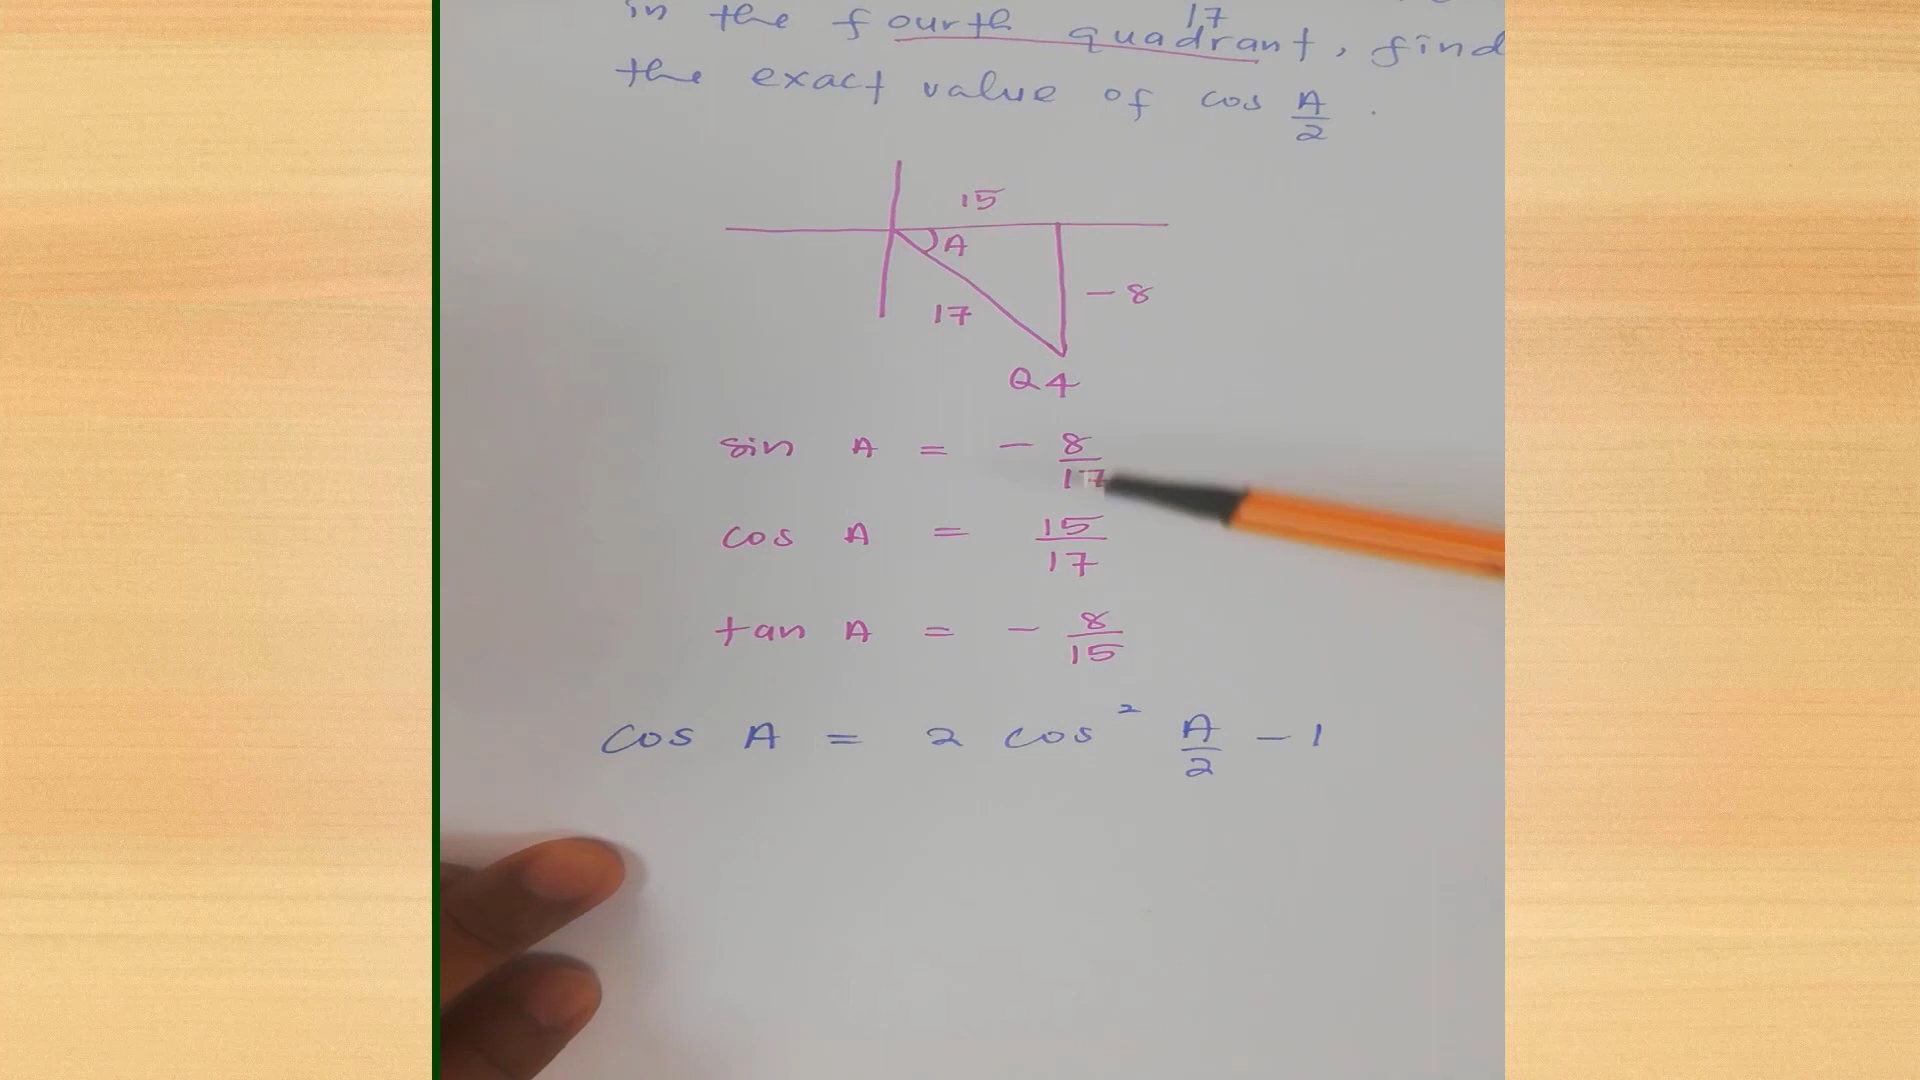 17
in the fourth quadrant, find
the exact value of cos A/2 .
15
A
17
- 8
Q4
sin A = - 8/17
cos A = 15/17
tan A = - 8/15
cos A = 2 cos² A/2 - 1